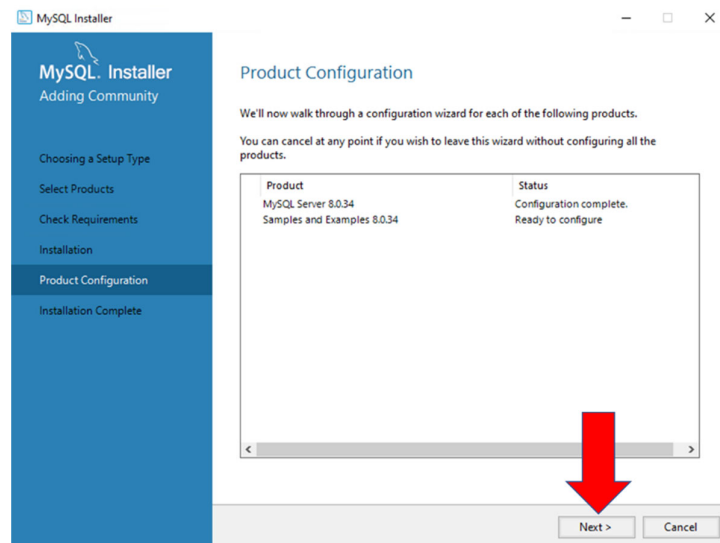 MySQL Installer
MySQL. Installer
Adding Community
Choosing a Setup Type
Select Products
Check Requirements
Installation
Product Configuration
Installation Complete
Product Configuration
We'll now walk through a configuration wizard for each of the following products.
You can cancel at any point if you wish to leave this wizard without configuring all the
products.
Product Status
MySQL Server 8.0.34 Configuration complete.
Samples and Examples 8.0.34 Ready to configure
Next > Cancel